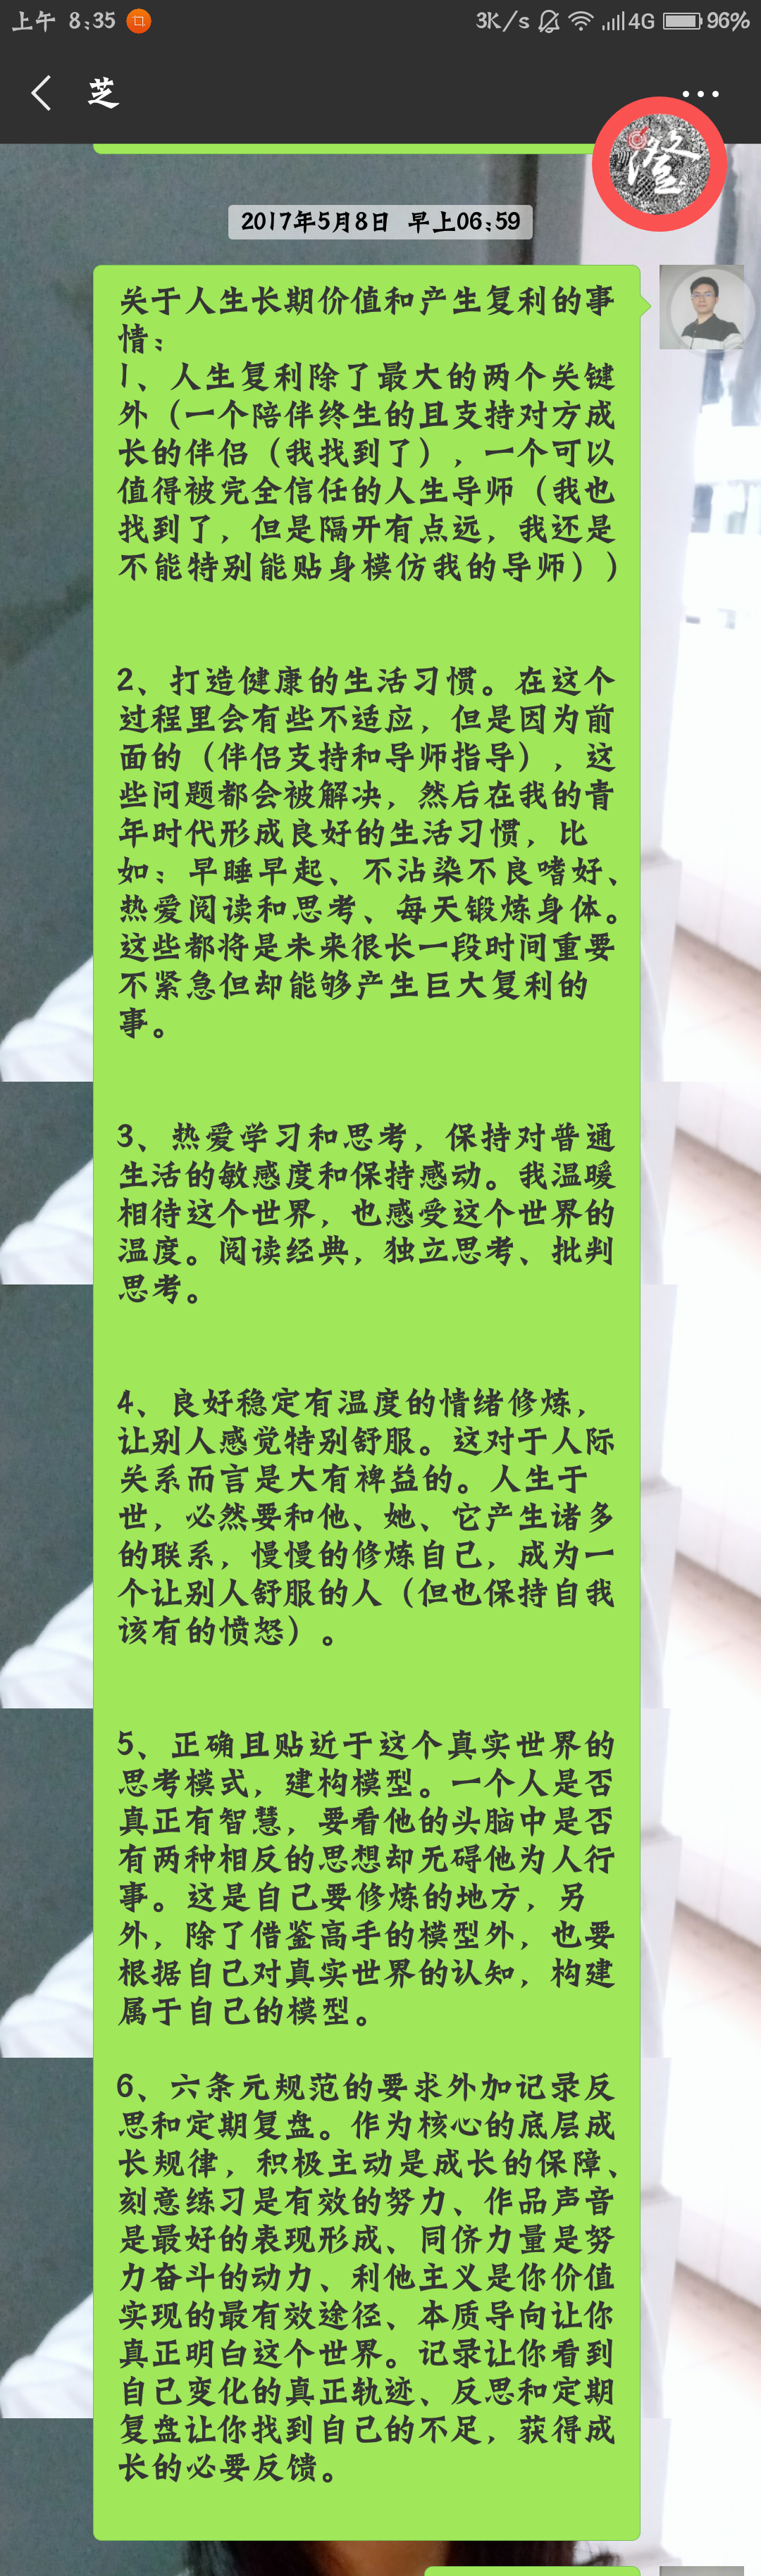 上午 8:35
3K/s
4G
96%
芝
澄
2017年5月8日 早上06:59
关于人生长期价值和产生复利的事
情：
1、人生复利除了最大的两个关键
外（一个陪伴终生的且支持对方成
长的伴侣（我找到了），一个可以
值得被完全信任的人生导师（我也
找到了，但是隔开有点远，我还是
不能特别能贴身模仿我的导师））
2、打造健康的生活习惯。在这个
过程里会有些不适应，但是因为前
面的（伴侣支持和导师指导），这
些问题都会被解决，然后在我的青
年时代形成良好的生活习惯，比
如：早睡早起、不沾染不良嗜好、
热爱阅读和思考、每天锻炼身体。
这些都将是未来很长一段时间重要
不紧急但却能够产生巨大复利的
事。
3、热爱学习和思考，保持对普通
生活的敏感度和保持感动。我温暖
相待这个世界，也感受这个世界的
温度。阅读经典，独立思考、批判
思考。
4、良好稳定有温度的情绪修炼，
让别人感觉特别舒服。这对于人际
关系而言是大有裨益的。人生于
世，必然要和他、她、它产生诸多
的联系，慢慢的修炼自己，成为一
个让别人舒服的人（但也保持自我
该有的愤怒）。
5、正确且贴近于这个真实世界的
思考模式，建构模型。一个人是否
真正有智慧，要看他的头脑中是否
有两种相反的思想却无碍他为人行
事。这是自己要修炼的地方，另
外，除了借鉴高手的模型外，也要
根据自己对真实世界的认知，构建
属于自己的模型。
6、六条元规范的要求外加记录反
思和定期复盘。作为核心的底层成
长规律，积极主动是成长的保障、
刻意练习是有效的努力、作品声音
是最好的表现形成、同侪力量是努
力奋斗的动力、利他主义是你价值
实现的最有效途径、本质导向让你
真正明白这个世界。记录让你看到
自己变化的真正轨迹、反思和定期
复盘让你找到自己的不足，获得成
长的必要反馈。